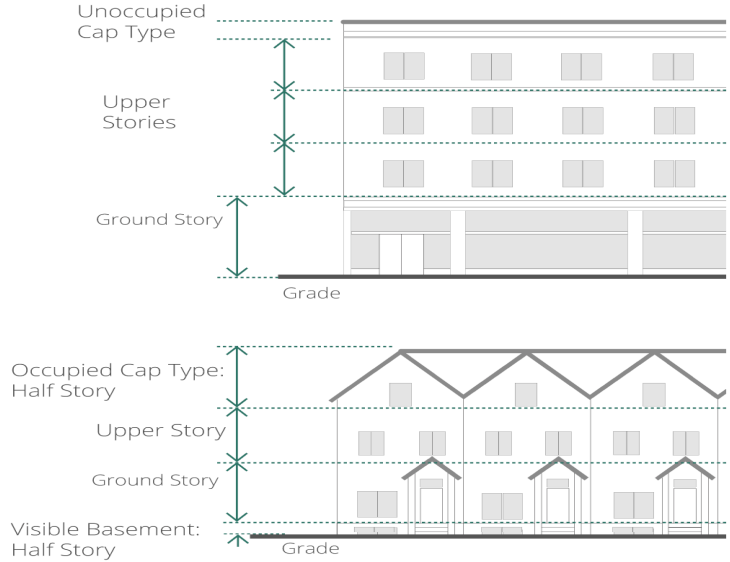 Unoccupied
Cap Type
Upper
Stories
Ground Story
Grade
Occupied Cap Type:
Half Story
Upper Story
Ground Story
Visible Basement:
Half Story
Grade